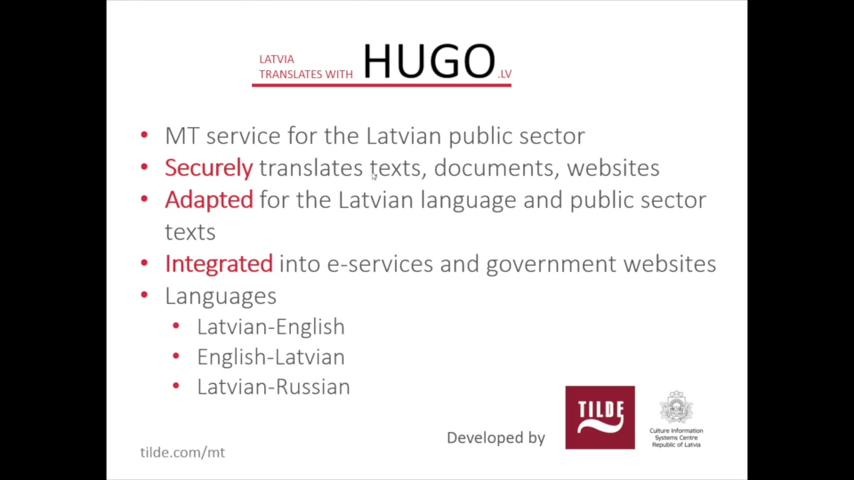 LATVIA
TRANSLATES WITH HUGO.LV
• MT service for the Latvian public sector
• Securely translates texts, documents, websites
• Adapted for the Latvian language and public sector
texts
• Integrated into e-services and government websites
• Languages
• Latvian-English
• English-Latvian
• Latvian-Russian
Developed by
TILDE
Culture Information
Systems Centre
Republic of Latvia
tilde.com/mt